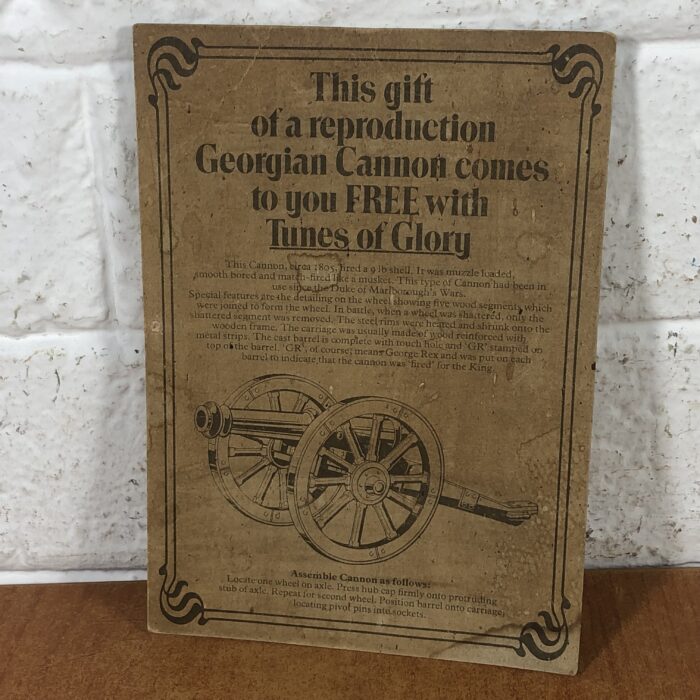 This gift
of a reproduction
Georgian Cannon comes
to you FREE with
Tunes of Glory
This Cannon, circa 1805, fired a 9 lb shell. It was muzzle loaded,
smooth bored and match-fired like a musket. This type of Cannon had been in
use since the Duke of Marlborough's Wars.
Special features are the detailing on the wheel showing five wood segments which
were joined to form the wheel. In battle, when a wheel was shattered, only the
shattered segment was removed. The steel rims were heated and shrunk onto the
wooden frame. The carriage was usually made of wood reinforced with
metal strips. The cast barrel is complete with touch hole and 'GR' stamped on
top of the barrel. 'GR', of course, means George Rex and was put on each
barrel to indicate that the cannon was 'fired' for the King.
Assemble Cannon as follows:
Locate one wheel on axle. Press hub cap firmly onto protruding
stub of axle. Repeat for second wheel. Position barrel onto carriage,
locating pivot pins into sockets.